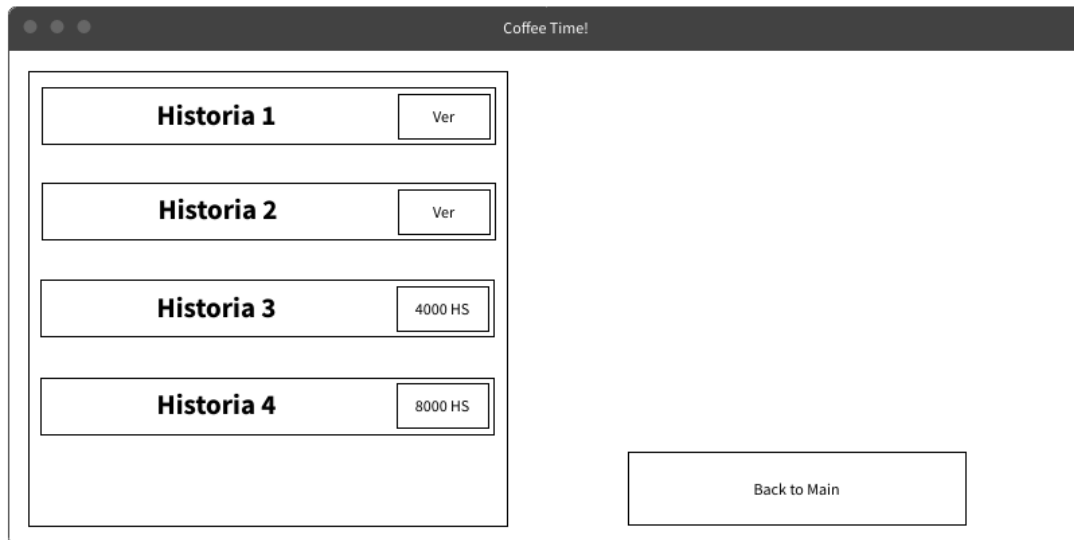 Coffee Time!
Historia 1
Ver
Historia 2
Ver
Historia 3
4000 HS
Historia 4
8000 HS
Back to Main